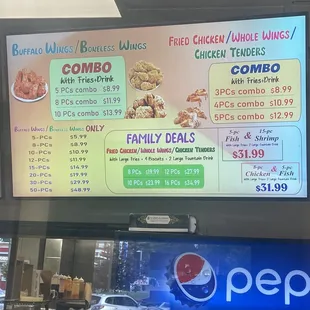 Buffalo Wings/Boneless Wings
Fried Chicken/Whole Wings/
Chicken Tenders
COMBO
with Fries+Drink
5 PCs combo $8.99
8 PCs combo $11.99
10 PCs combo $13.99
COMBO
with Fries+Drink
3PCs combo $8.99
4PCs combo $10.99
5PCs combo $12.99
Buffalo Wings/Boneless Wings ONLY
5-PCs $5.99
8-PCs $8.99
10-PCs $10.99
12-PCs $11.99
15-PCs $14.99
20-PCs $19.99
30-PCs $29.99
50-PCs $48.99
FAMILY DEALS
Fried Chicken/Whole Wings/Chicken Tenders
with Large Fries + 4 Biscuits + 2 Large Fountain Drink
8 PCs $19.99 12 PCs $27.99
10 PCs $23.99 16 PCs $34.99
Fish & Shrimp
$31.99
Chicken & Fish
$31.99
pep